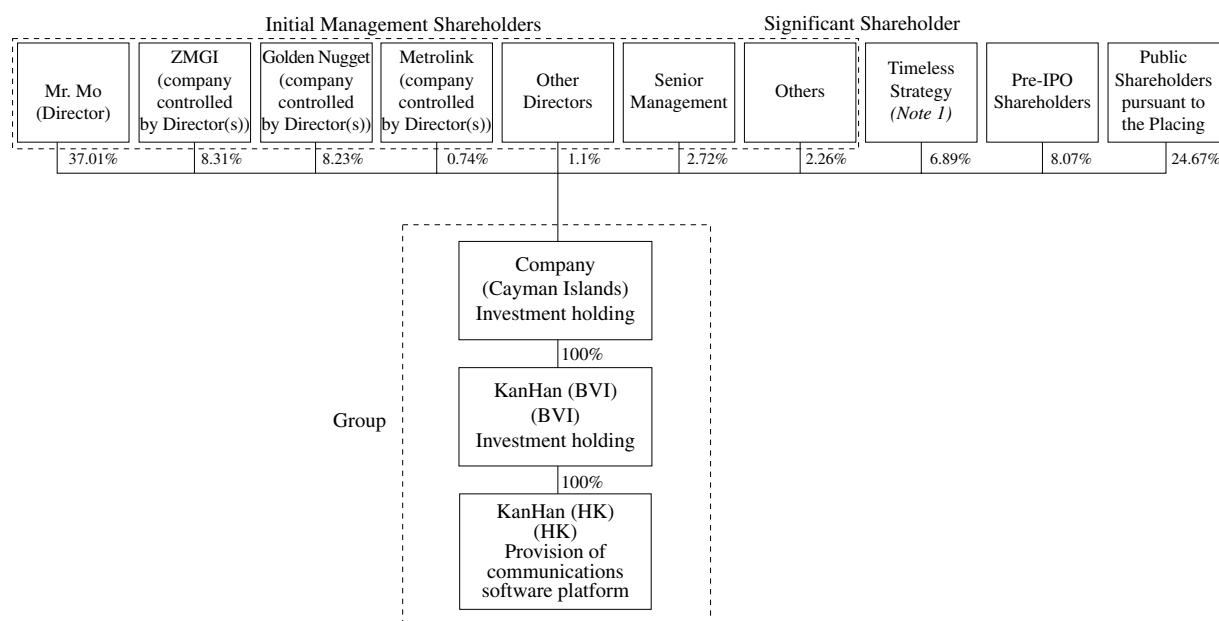 Initial Management Shareholders
Significant Shareholder
Mr. Mo
(Director)
ZMGI
(company
controlled
by Director(s))
Golden Nugget
(company
controlled
by Director(s))
Metrolink
(company
controlled
by Director(s))
Other
Directors
Senior
Management
Others
Timeless
Strategy
(Note 1)
Pre-IPO
Shareholders
Public
Shareholders
pursuant to
the Placing
37.01%
8.31%
8.23%
0.74%
1.1%
2.72%
2.26%
6.89%
8.07%
24.67%
Company
(Cayman Islands)
Investment holding
100%
Group
KanHan (BVI)
(BVI)
Investment holding
100%
KanHan (HK)
(HK)
Provision of
communications
software platform